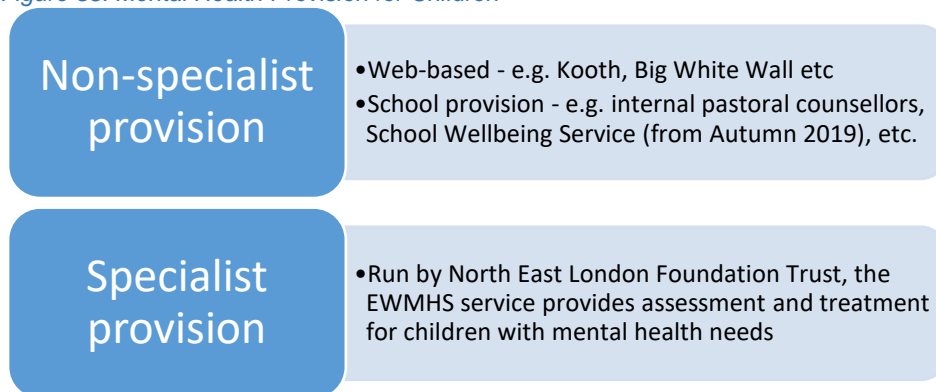 Mental Health Provision for Children
Non-specialist
provision
•Web-based - e.g. Kooth, Big White Wall etc
•School provision - e.g. internal pastoral counsellors,
School Wellbeing Service (from Autumn 2019), etc.
Specialist
provision
•Run by North East London Foundation Trust, the
EWMHS service provides assessment and treatment
for children with mental health needs